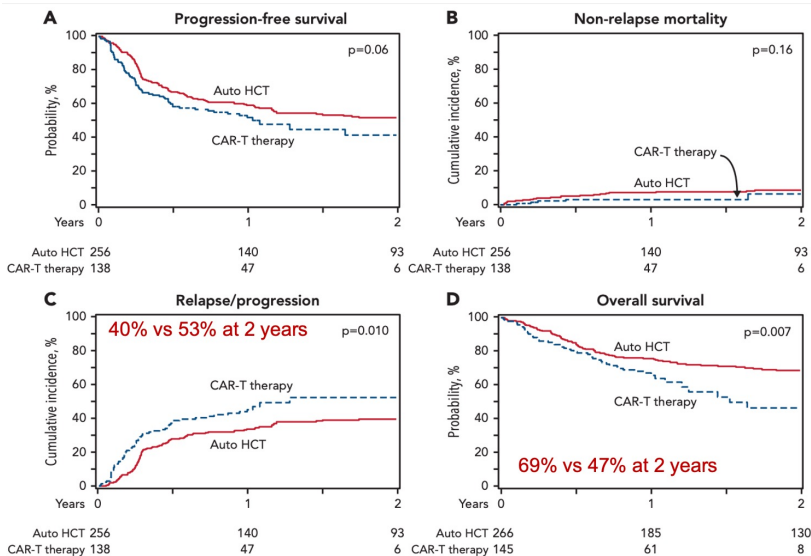 A Progression-free survival
100
80
60
40
20
0
Probability, %
p=0.06
Auto HCT
CAR-T therapy
Years 0 1 2
Auto HCT 256 140 93
CAR-T therapy 138 47 6
B Non-relapse mortality
100
80
60
40
20
0
Cumulative incidence, %
p=0.16
CAR-T therapy
Auto HCT
Years 0 1 2
Auto HCT 256 140 93
CAR-T therapy 138 47 6
C Relapse/progression
100
80
60
40
20
0
Cumulative incidence, %
40% vs 53% at 2 years
p=0.010
CAR-T therapy
Auto HCT
Years 0 1 2
Auto HCT 256 140 93
CAR-T therapy 138 47 6
D Overall survival
100
80
60
40
20
0
Probability, %
p=0.007
Auto HCT
CAR-T therapy
69% vs 47% at 2 years
Years 0 1 2
Auto HCT 266 185 130
CAR-T therapy 145 61 8